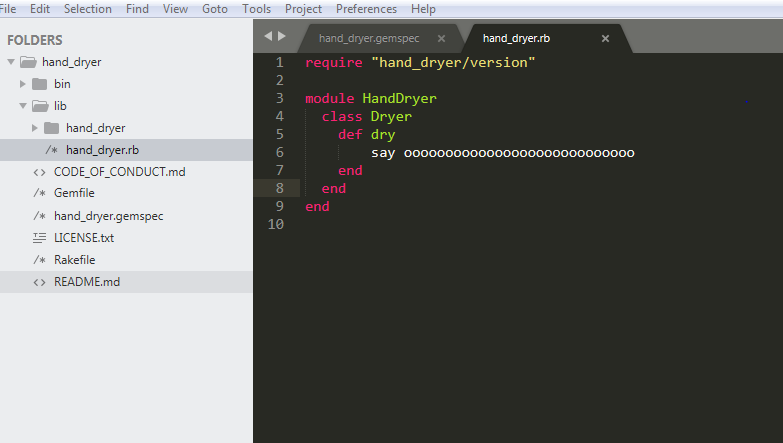 File Edit Selection Find View Goto Tools Project Preferences Help
FOLDERS
hand_dryer
bin
lib
hand_dryer
/* hand_dryer.rb
<> CODE_OF_CONDUCT.md
/* Gemfile
/* hand_dryer.gemspec
LICENSE.txt
/* Rakefile
<> README.md
hand_dryer.gemspec ×
hand_dryer.rb ×
1 require "hand_dryer/version"
2
3 module HandDryer
4   class Dryer
5     def dry
6         say oooooooooooooooooooooooooooo
7     end
8   end
9 end
10